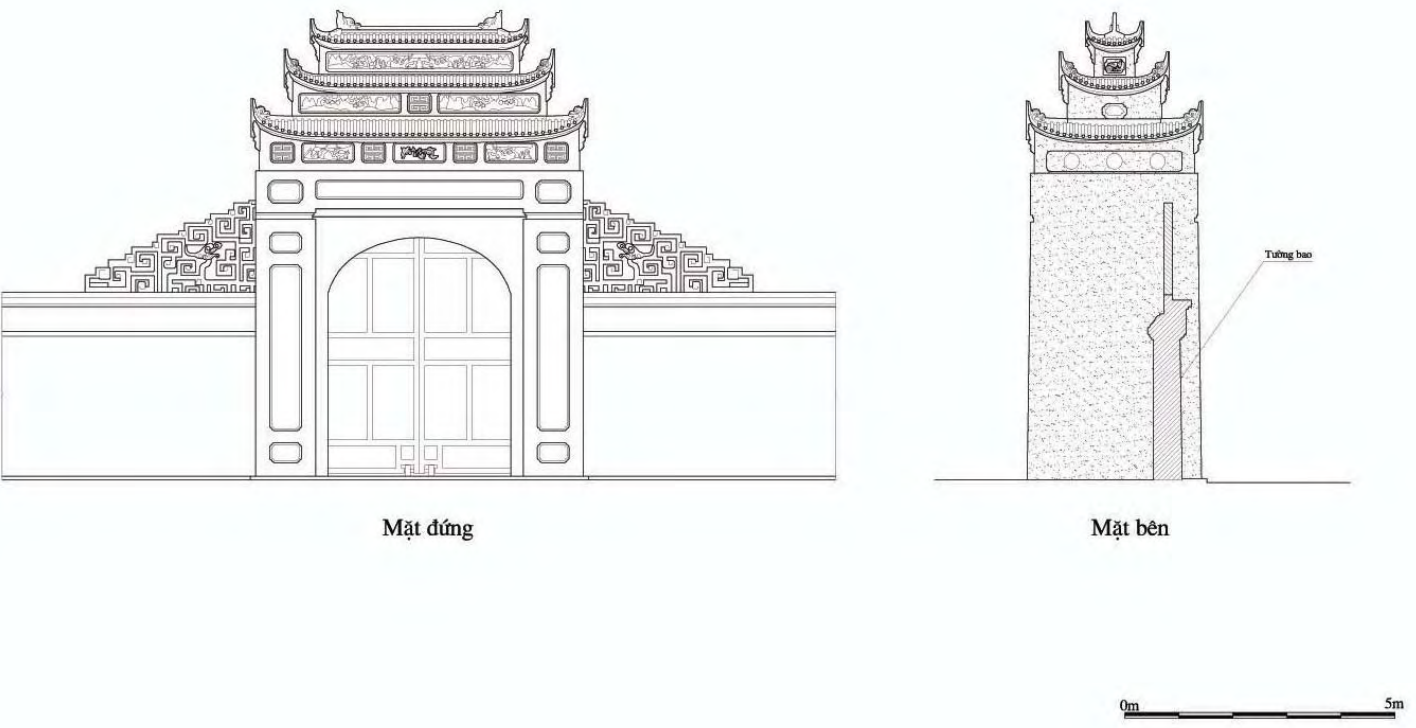 Tường bao
Mặt đứng
Mặt bên
0m 5m